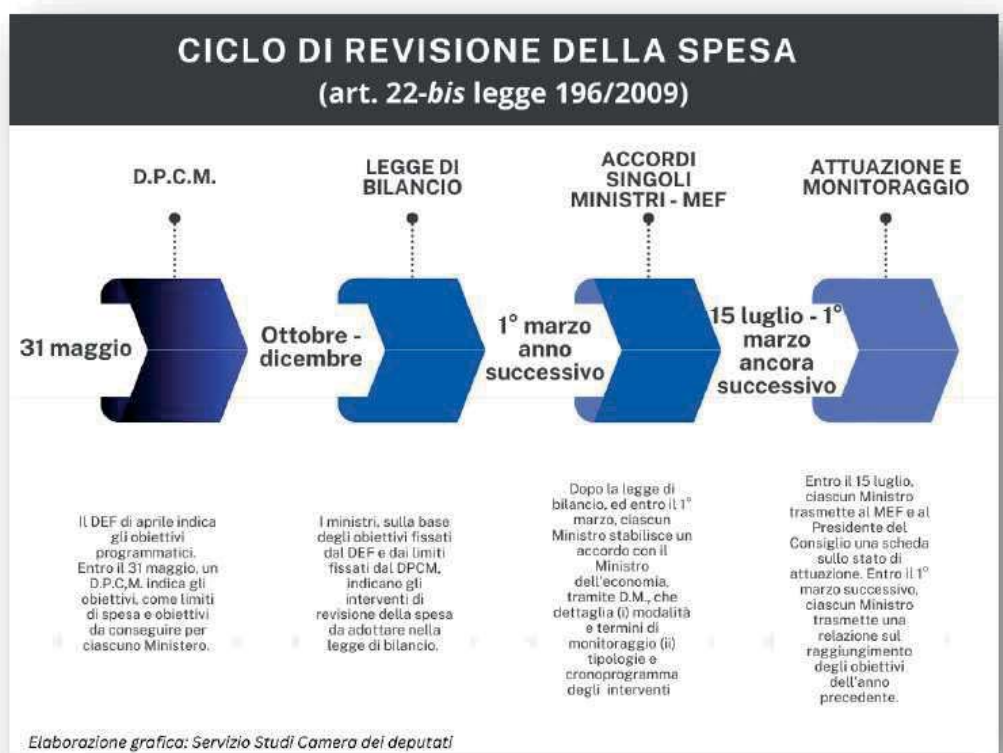 CICLO DI REVISIONE DELLA SPESA
(art. 22-bis legge 196/2009)
D.P.C.M.
31 maggio
Il DEF di aprile indica
gli obiettivi
programmatici.
Entro il 31 maggio, un
D.P.C.M. indica gli
obiettivi, come limiti
di spesa e obiettivi
da conseguire per
ciascuno Ministero.
LEGGE DI
BILANCIO
Ottobre -
dicembre
I ministri, sulla base
degli obiettivi fissati
dal DEF e dai limiti
fissati dal DPCM,
indicano gli
interventi di
revisione della spesa
da adottare nella
legge di bilancio.
ACCORDI
SINGOLI
MINISTRI - MEF
1° marzo
anno
successivo
Dopo la legge di
bilancio, ed entro il 1°
marzo, ciascun
Ministro stabilisce un
accordo con il
Ministro
dell'economia,
tramite D.M., che
dettaglia (i) modalità
e termini di
monitoraggio (ii)
tipologie e
cronoprogramma
degli interventi
ATTUAZIONE E
MONITORAGGIO
15 luglio - 1°
marzo
ancora
successivo
Entro il 15 luglio,
ciascun Ministro
trasmette al MEF e al
Presidente del
Consiglio una scheda
sullo stato di
attuazione. Entro il 1°
marzo successivo,
ciascun Ministro
trasmette una
relazione sul
raggiungimento
degli obiettivi
dell'anno
precedente.
Elaborazione grafica: Servizio Studi Camera dei deputati